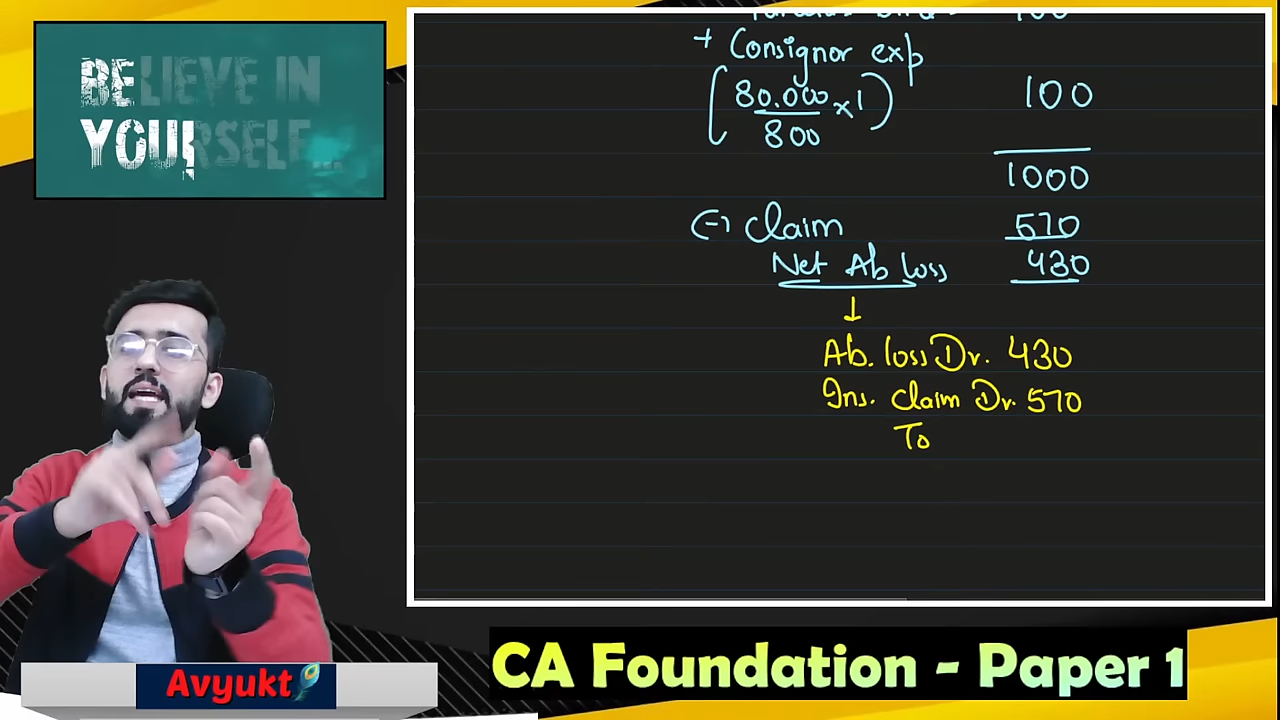 BELIEVE IN
YOURSELF...
+ Consignor exp
(80.000/800 × 1) 100
1000
(-) Claim 570
Net Ab loss 430
↓
Ab. loss Dr. 430
Ins. Claim Dr. 570
To
Avyukt
CA Foundation - Paper 1